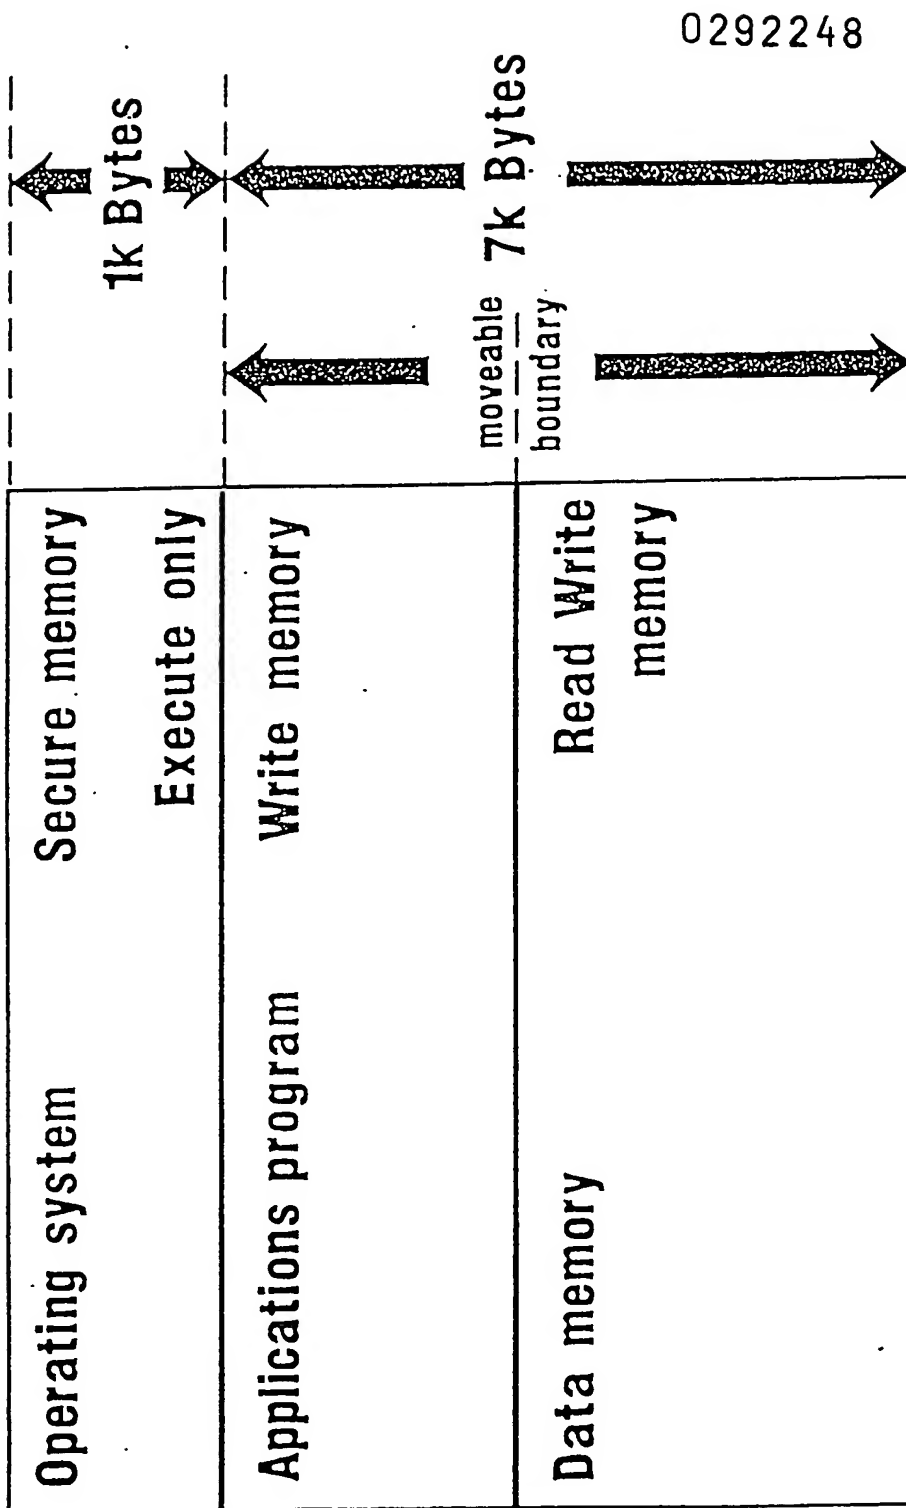 0292248
Operating system
Secure memory
Execute only
1k Bytes
Applications program
Write memory
moveable
boundary
7k Bytes
Data memory
Read Write
memory